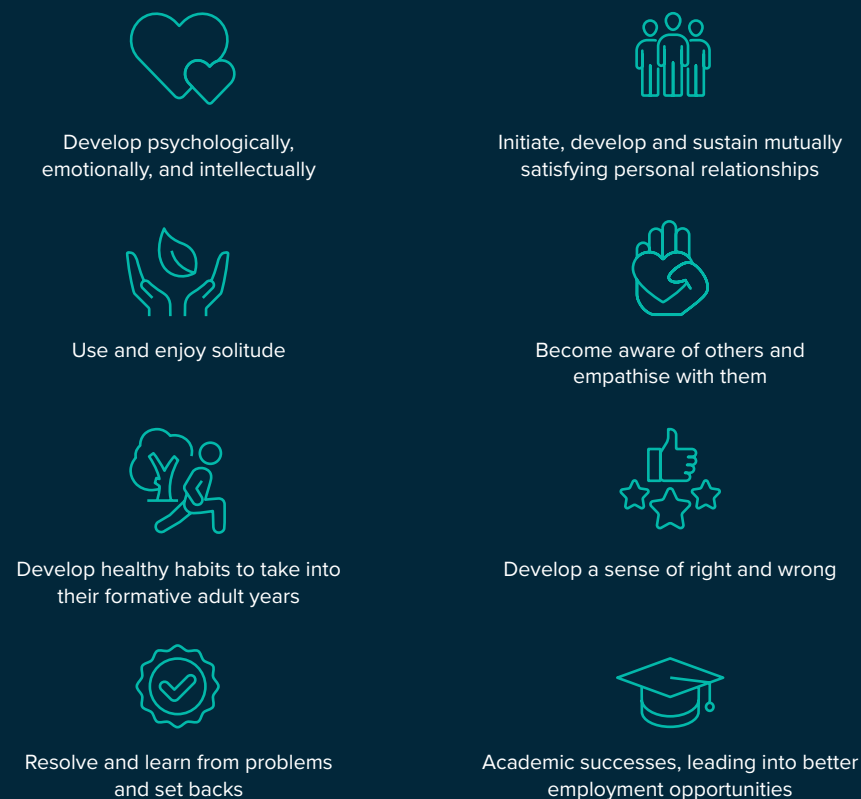 Develop psychologically,
emotionally, and intellectually
Initiate, develop and sustain mutually
satisfying personal relationships
Use and enjoy solitude
Become aware of others and
empathise with them
Develop healthy habits to take into
their formative adult years
Develop a sense of right and wrong
Resolve and learn from problems
and set backs
Academic successes, leading into better
employment opportunities